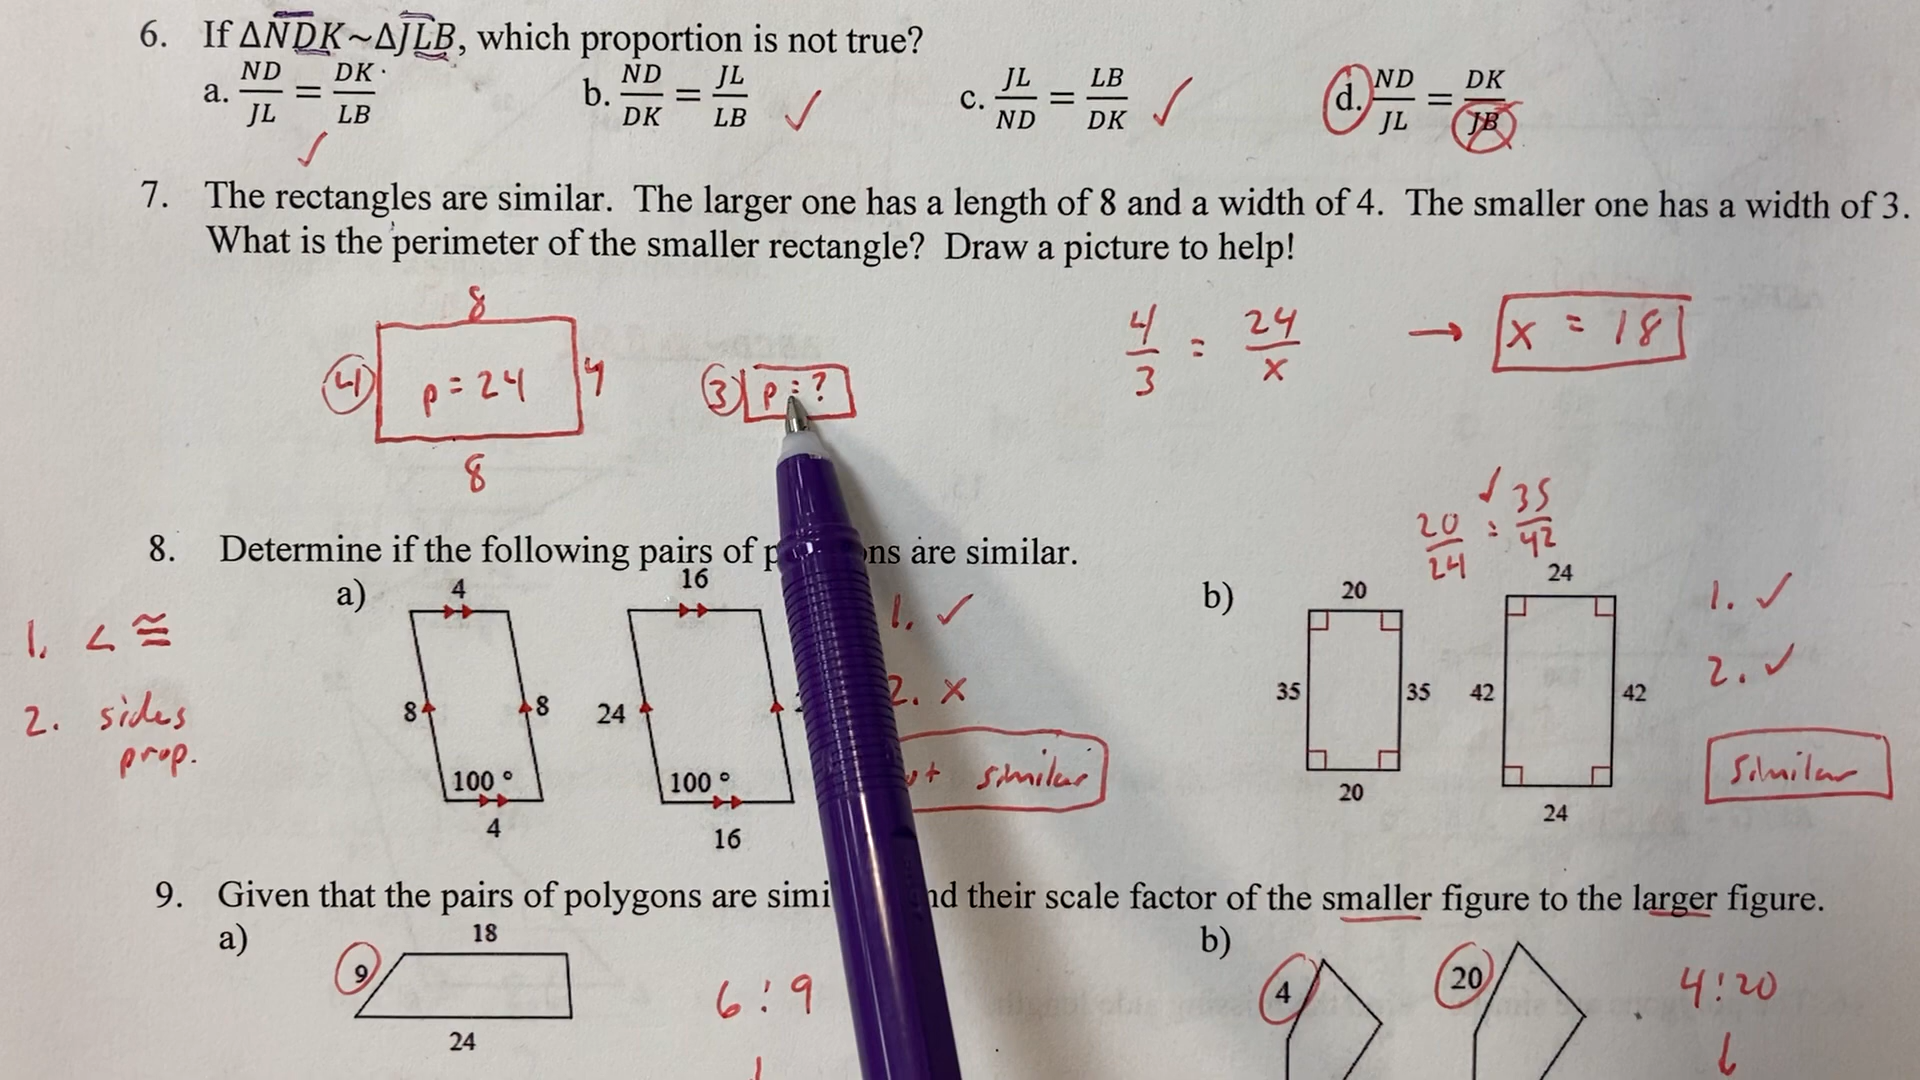 6. If ΔNDK~ΔJLB, which proportion is not true?
a. ND/JL = DK/LB ✓ b. ND/DK = JL/LB ✓ c. JL/ND = LB/DK ✓ d. ND/JL = DK/JB
7. The rectangles are similar. The larger one has a length of 8 and a width of 4. The smaller one has a width of 3.
What is the perimeter of the smaller rectangle? Draw a picture to help!
8
4 p = 24 4
8
3 p = ?
4/3 = 24/x → x = 18
8. Determine if the following pairs of are similar.
1. ∠ ≅
2. sides
prop.
a)
4
8 8
100°
4
16
24
100°
16
1. ✓
2. x
similar
b)
✓
20/24 = 35/42
20
35 35
20
24
42 42
24
1. ✓
2. ✓
Similar
9. Given that the pairs of polygons are their scale factor of the smaller figure to the larger figure.
a)
18
9
24
6:9
b)
4
20
4:20